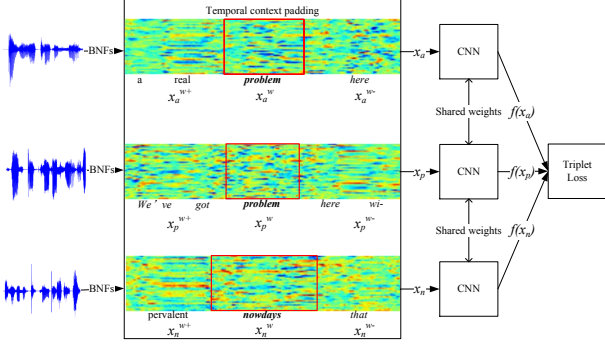 Temporal context padding
BNFs
a real problem here
x_a^{w+} x_a^w x_a^{w-}
x_a
CNN
Shared weights
f(x_a)
BNFs
We've got problem here wi-
x_p^{w+} x_p^w x_p^{w-}
x_p
CNN
f(x_p)
Triplet
Loss
Shared weights
f(x_n)
BNFs
pervalent nowdays that
x_n^{w+} x_n^w x_n^{w-}
x_n
CNN